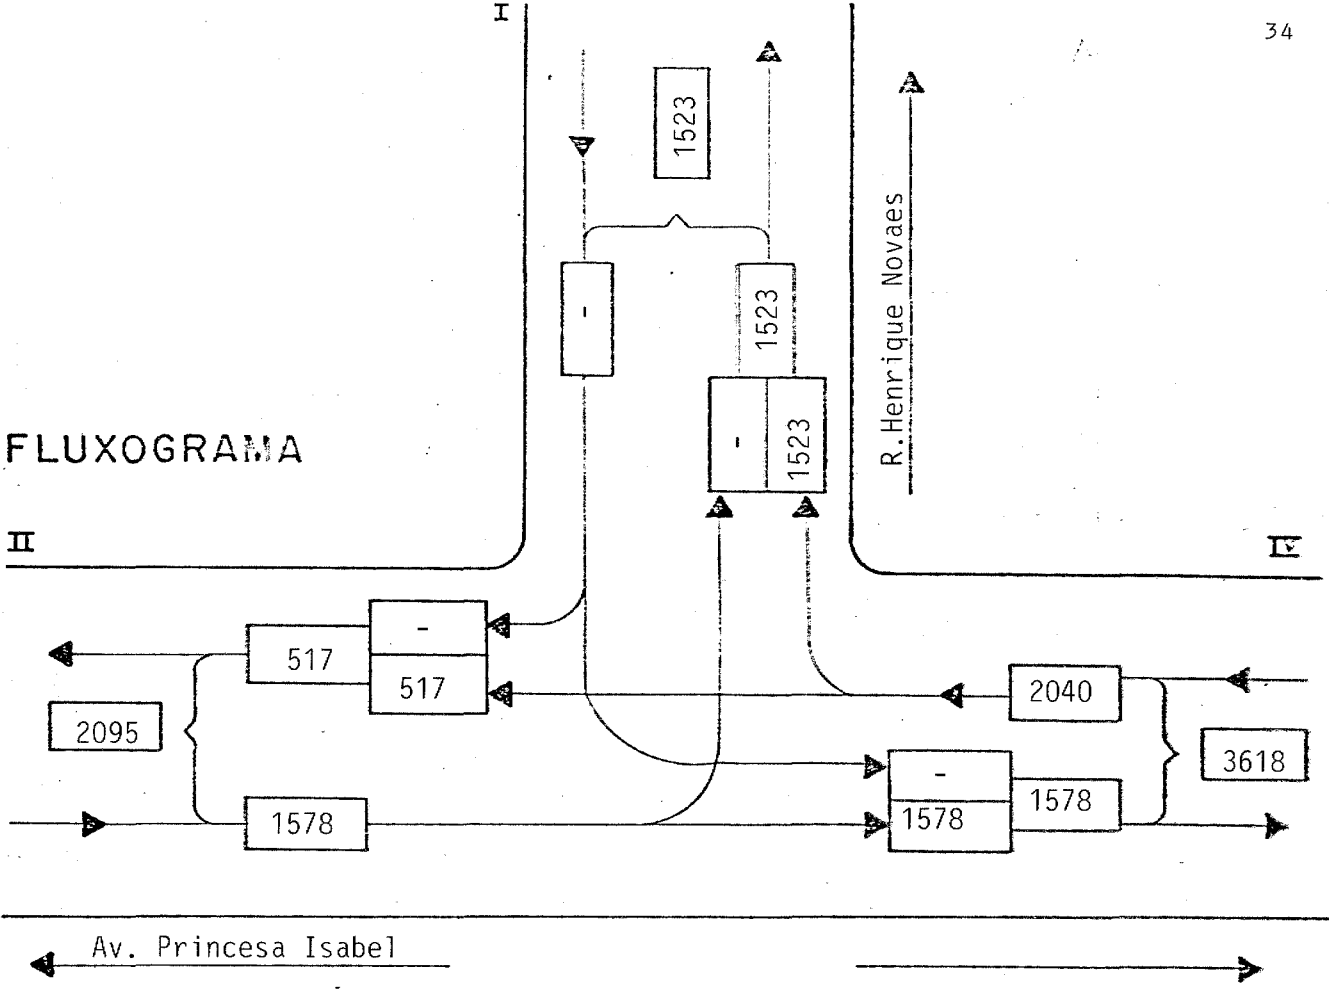 I
34
1523
-
1523
R.Henrique Novaes
-
1523
FLUXOGRAMA
II
IV
-
517
517
2040
2095
3618
-
1578
1578
1578
Av. Princesa Isabel